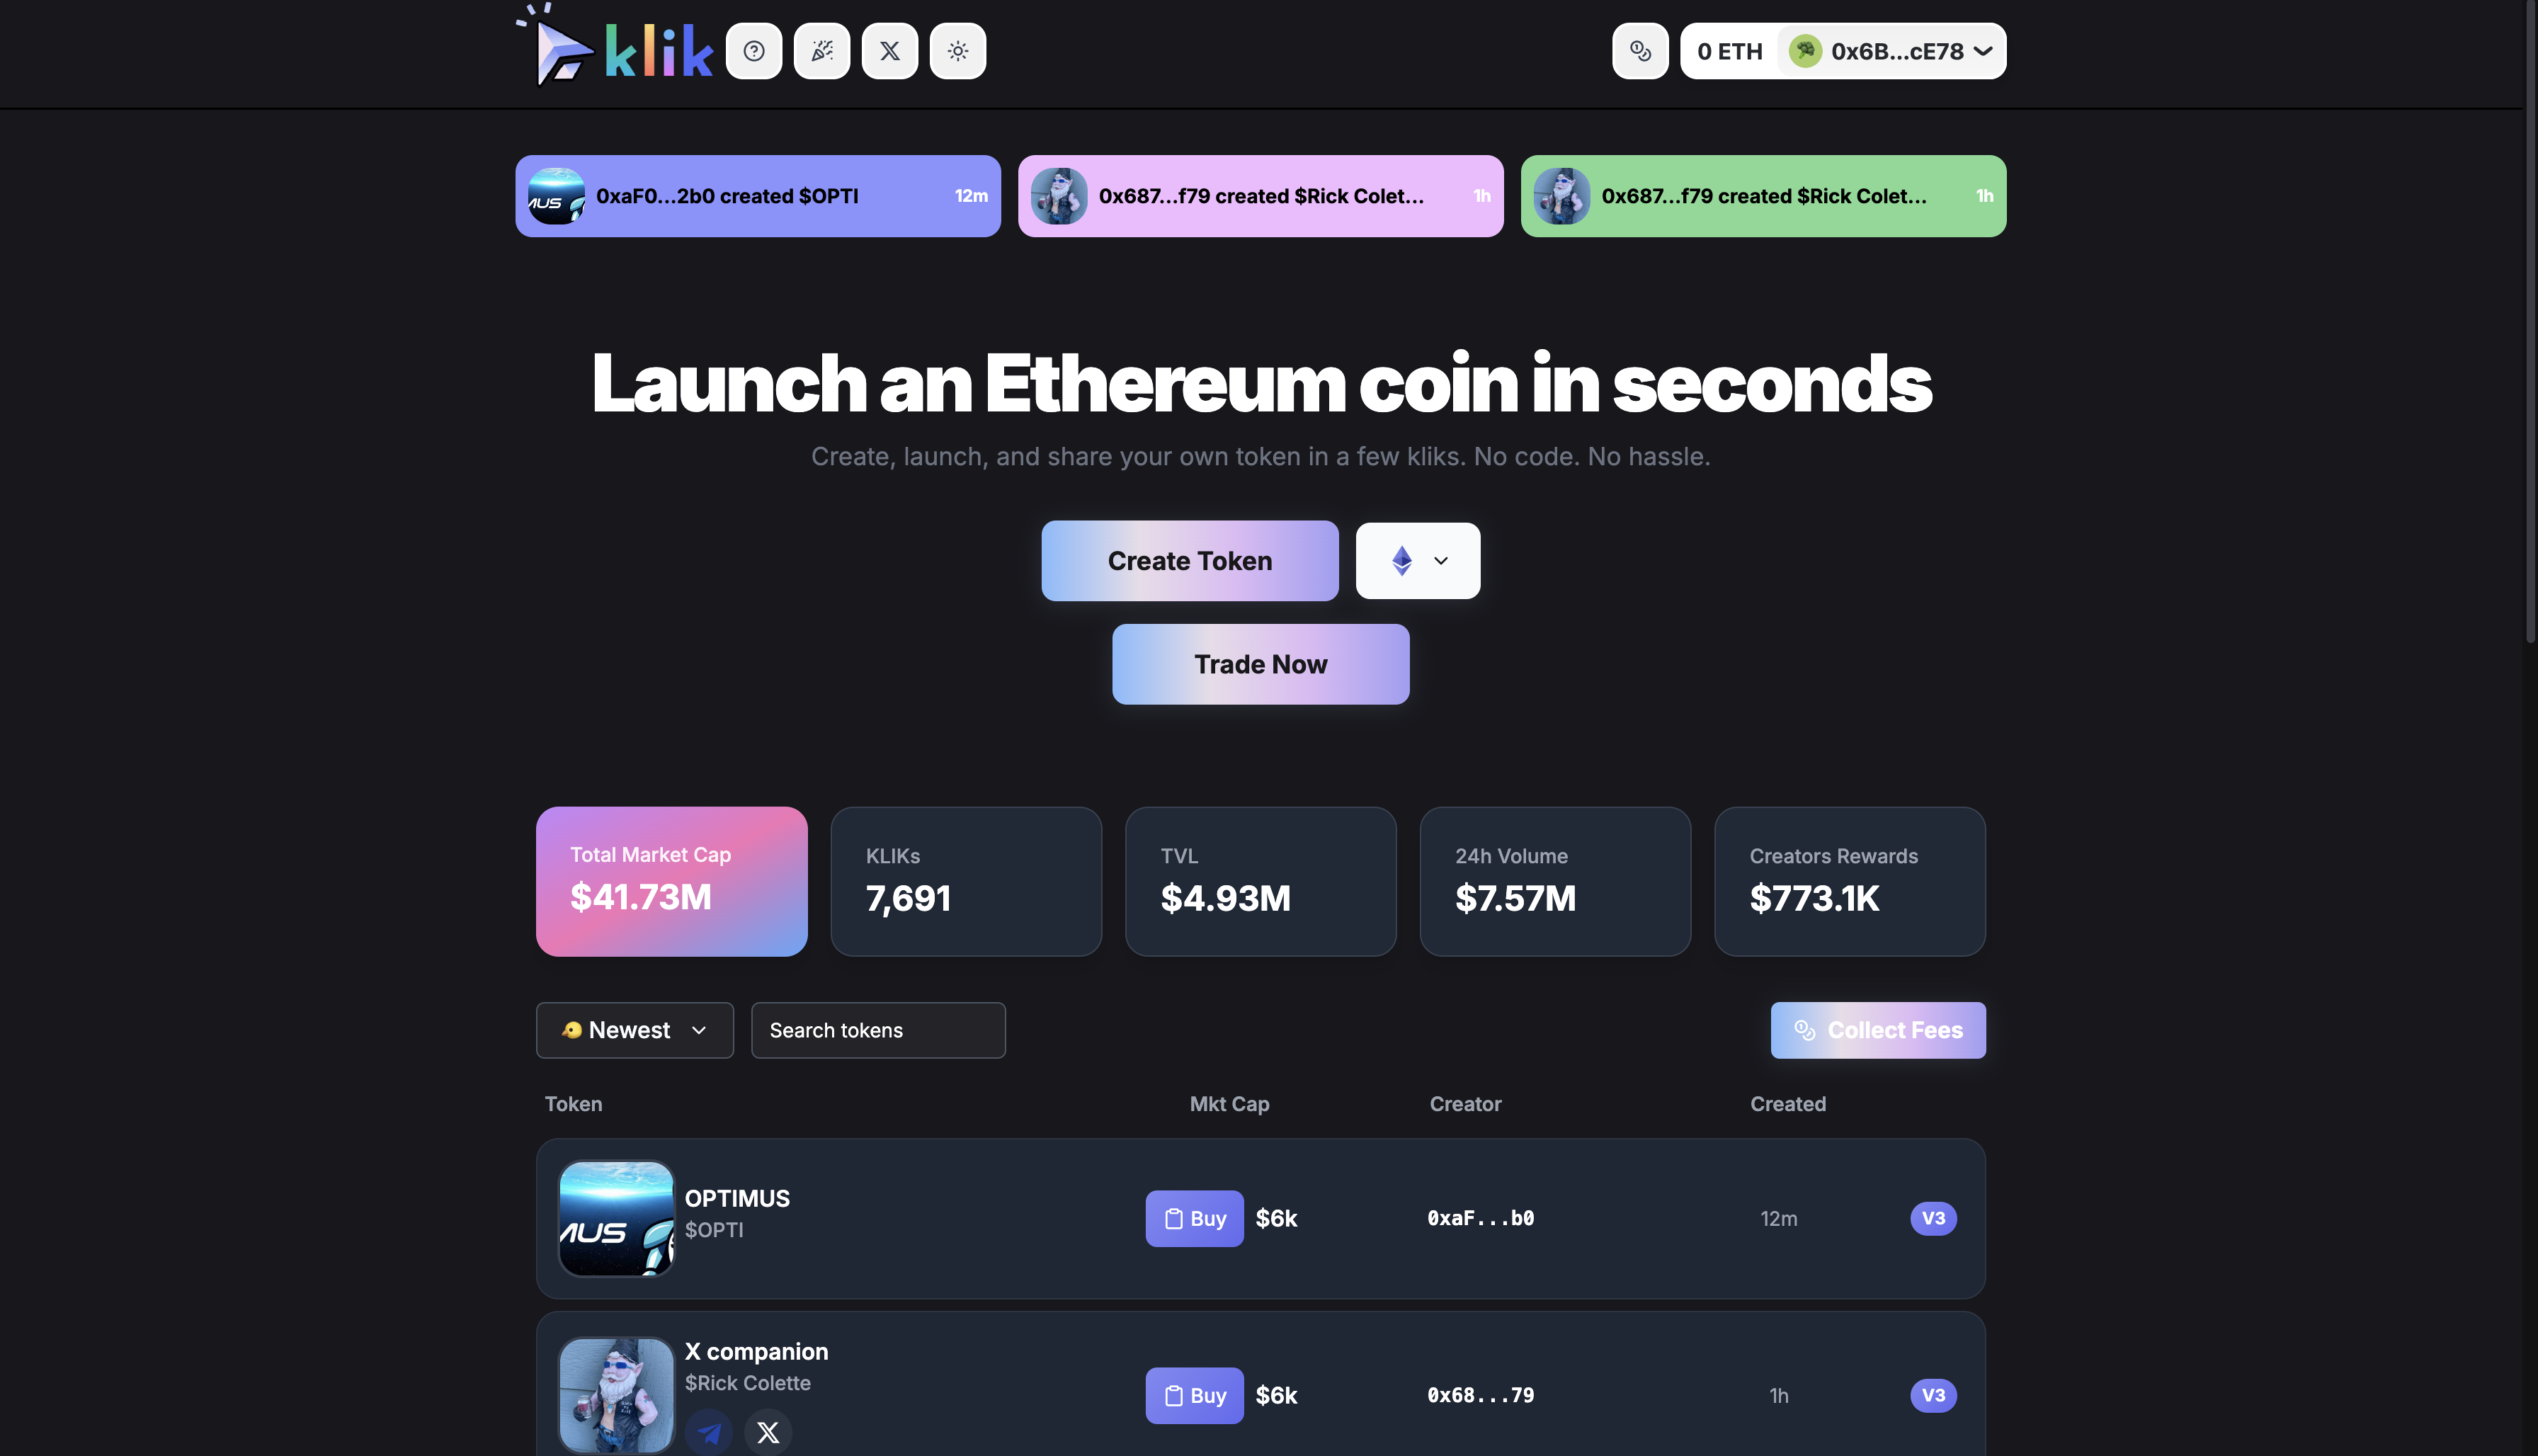 klik
0 ETH
0x6B...cE78
0xaF0...2b0 created $OPTI
12m
0x687...f79 created $Rick Colet...
1h
0x687...f79 created $Rick Colet...
1h
Launch an Ethereum coin in seconds
Create, launch, and share your own token in a few kliks. No code. No hassle.
Create Token
Trade Now
Total Market Cap
$41.73M
KLIKs
7,691
TVL
$4.93M
24h Volume
$7.57M
Creators Rewards
$773.1K
Newest
Search tokens
Collect Fees
Token
Mkt Cap
Creator
Created
OPTIMUS
$OPTI
Buy
$6k
0xaF...b0
12m
V3
X companion
$Rick Colette
Buy
$6k
0x68...79
1h
V3